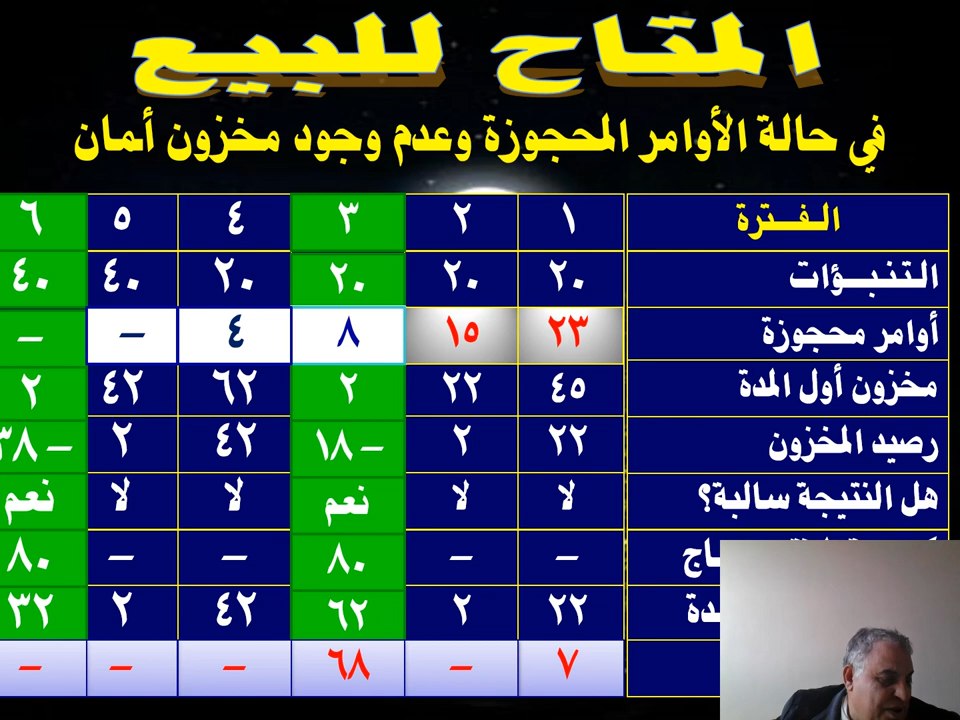 المتاح للبيع
في حالة الأوامر المحجوزة وعدم وجود مخزون أمان
الفترة ١ ٢ ٣ ٤ ٥ ٦
التنبؤات ٢٠ ٢٠ ٢٠ ٢٠ ٤٠ ٤٠
أوامر محجوزة ٢٣ ١٥ ٨ ٤ – –
مخزون أول المدة ٤٥ ٢٢ ٢ ٦٢ ٤٢ ٢
رصيد المخزون ٢٢ ٢ –١٨ ٤٢ ٢ –٣٨
هل النتيجة سالبة؟ لا لا نعم لا لا نعم
– – ٨٠ – – ٨٠
٢٢ ٢ ٦٢ ٤٢ ٢ ٣٢
٧ – ٦٨ – – –